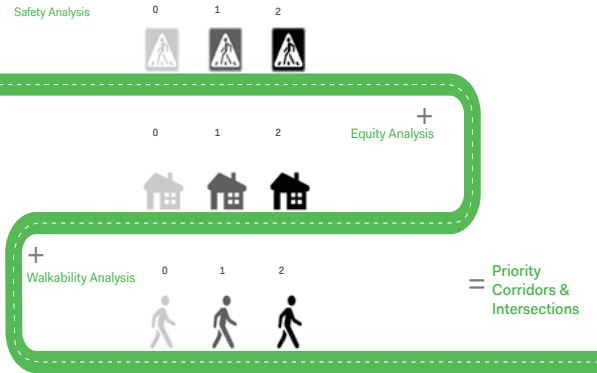 Safety Analysis 0 1 2
+
Equity Analysis
0 1 2
+
Walkability Analysis 0 1 2
= Priority
Corridors &
Intersections